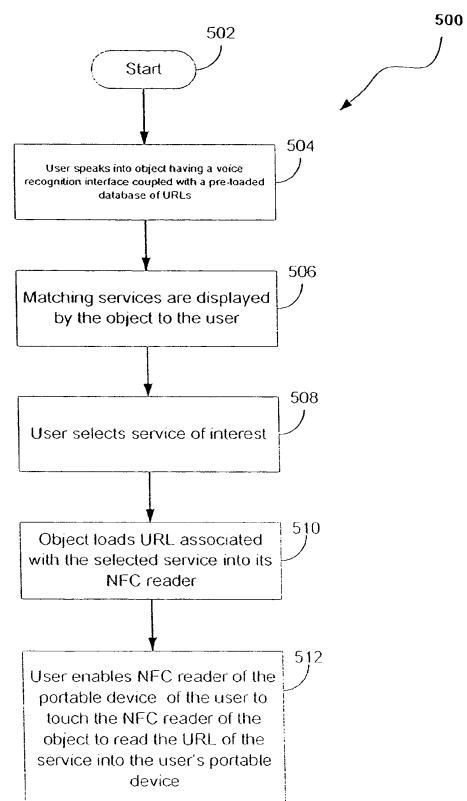 500
502
Start
504
User speaks into object having a voice
recognition interface coupled with a pre-loaded
database of URLs
506
Matching services are displayed
by the object to the user
508
User selects service of interest
510
Object loads URL associated
with the selected service into its
NFC reader
512
User enables NFC reader of the
portable device of the user to
touch the NFC reader of the
object to read the URL of the
service into the user's portable
device